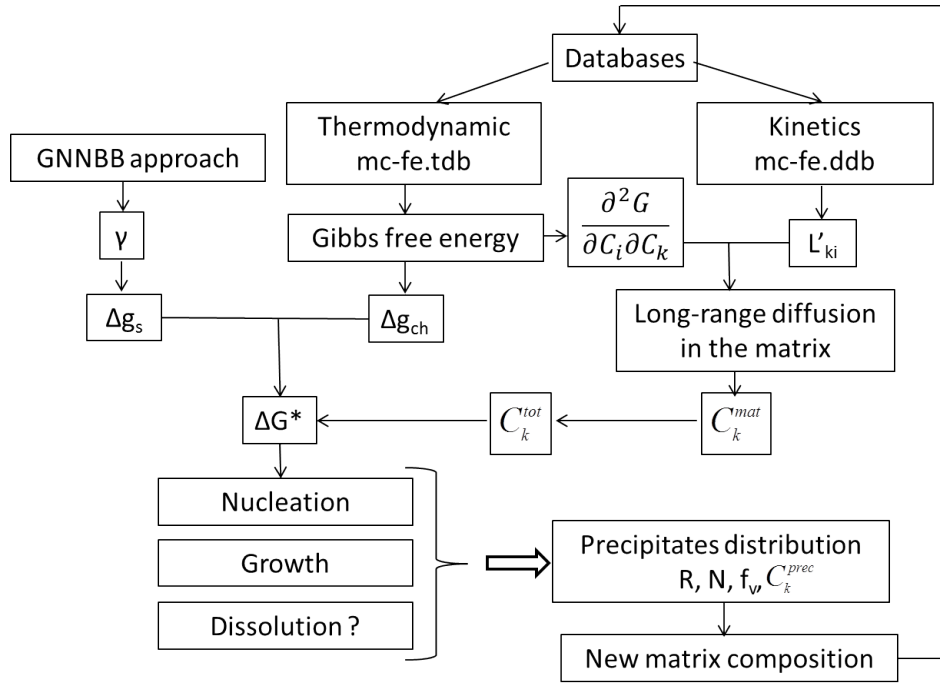 Databases
Thermodynamic
mc-fe.tdb
Kinetics
mc-fe.ddb
GNNBB approach
γ
Gibbs free energy
∂²G
∂C_i∂C_k
L'_ki
Δg_s
Δg_ch
Long-range diffusion
in the matrix
ΔG*
C_k^tot
C_k^mat
Nucleation
Growth
Dissolution ?
Precipitates distribution
R, N, f_v, C_k^prec
New matrix composition